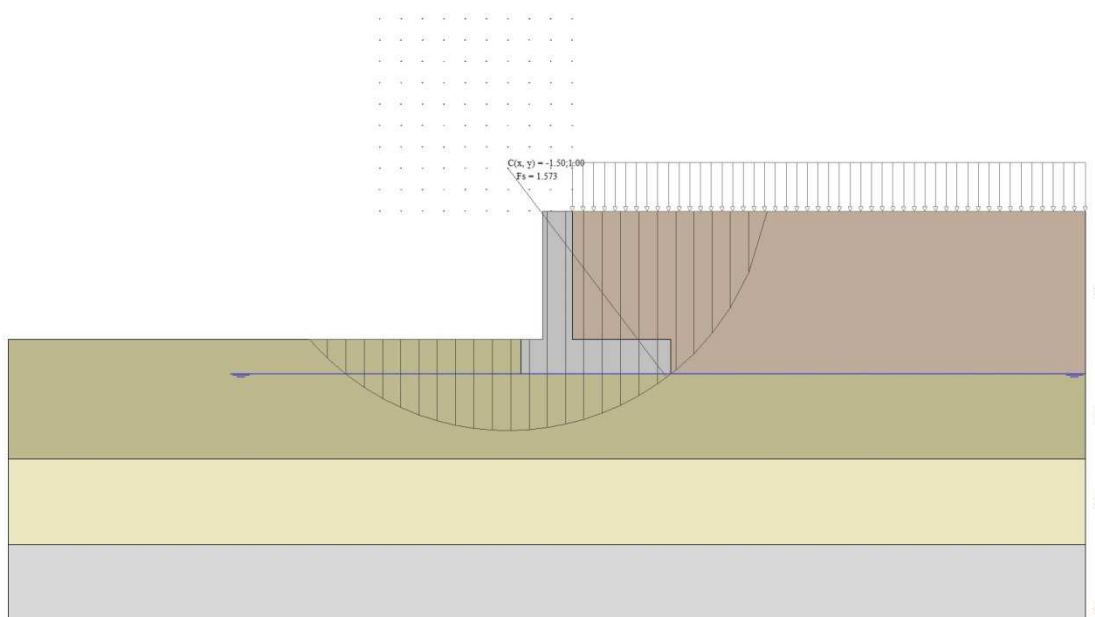 C(x, y) = -1.50;1.00
Fs = 1.573